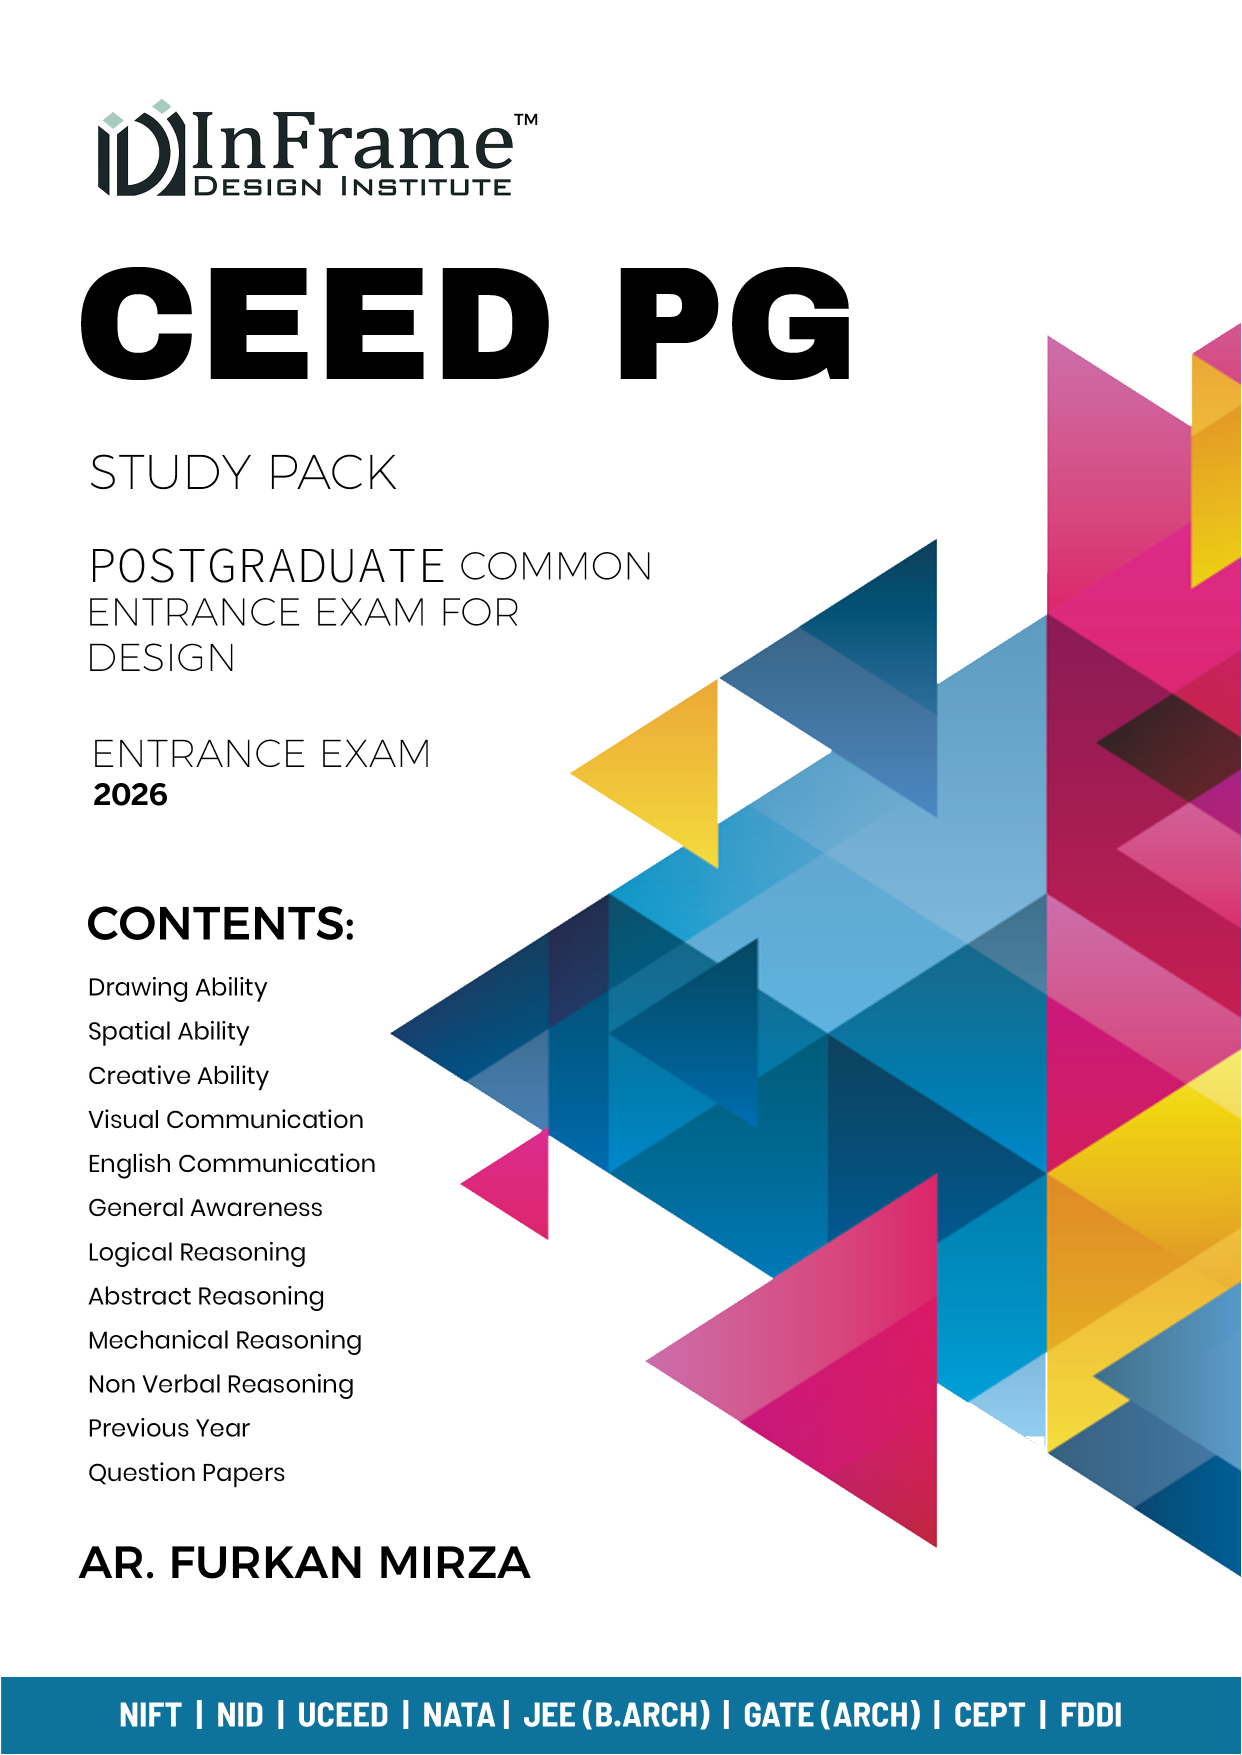 InFrame™
DESIGN INSTITUTE
CEED PG
STUDY PACK
POSTGRADUATE COMMON
ENTRANCE EXAM FOR
DESIGN
ENTRANCE EXAM
2026
CONTENTS:
Drawing Ability
Spatial Ability
Creative Ability
Visual Communication
English Communication
General Awareness
Logical Reasoning
Abstract Reasoning
Mechanical Reasoning
Non Verbal Reasoning
Previous Year
Question Papers
AR. FURKAN MIRZA
NIFT | NID | UCEED | NATA | JEE (B.ARCH) | GATE (ARCH) | CEPT | FDDI